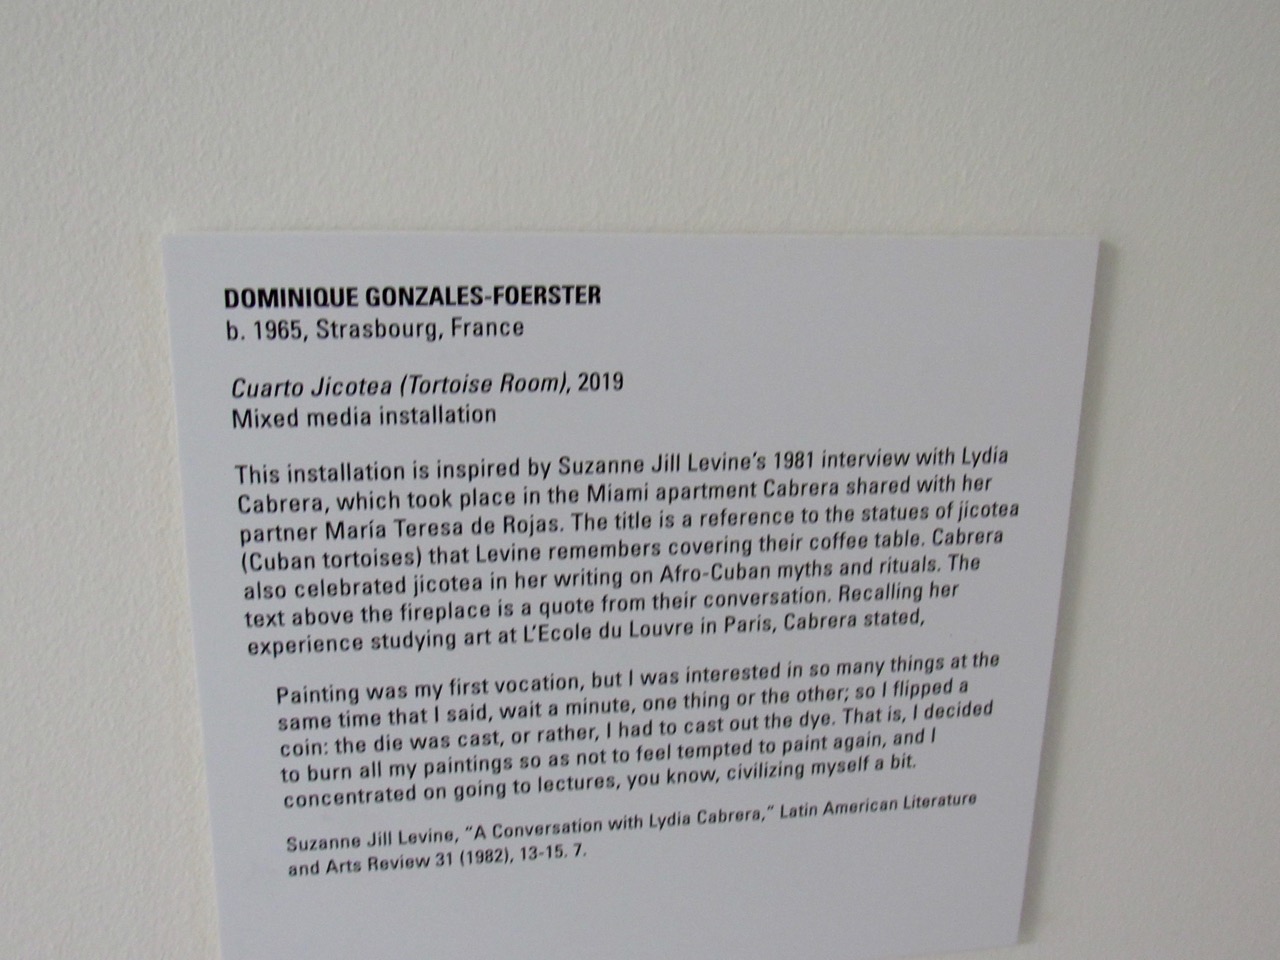 DOMINIQUE GONZALES-FOERSTER
b. 1965, Strasbourg, France
Cuarto Jicotea (Tortoise Room), 2019
Mixed media installation
This installation is inspired by Suzanne Jill Levine's 1981 interview with Lydia
Cabrera, which took place in the Miami apartment Cabrera shared with her
partner María Teresa de Rojas. The title is a reference to the statues of jicotea
(Cuban tortoises) that Levine remembers covering their coffee table. Cabrera
also celebrated jicotea in her writing on Afro-Cuban myths and rituals. The
text above the fireplace is a quote from their conversation. Recalling her
experience studying art at L'Ecole du Louvre in Paris, Cabrera stated,
Painting was my first vocation, but I was interested in so many things at the
same time that I said, wait a minute, one thing or the other; so I flipped a
coin: the die was cast, or rather, I had to cast out the dye. That is, I decided
to burn all my paintings so as not to feel tempted to paint again, and I
concentrated on going to lectures, you know, civilizing myself a bit.
Suzanne Jill Levine, "A Conversation with Lydia Cabrera," Latin American Literature
and Arts Review 31 (1982), 13-15. 7.